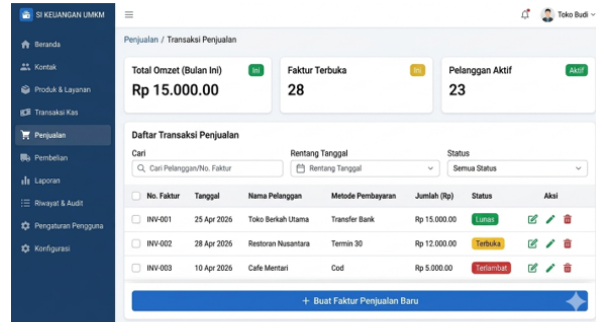 SI KEUANGAN UMKM
Toko Budi
Beranda
Kontak
Produk & Layanan
Transaksi Kas
Penjualan
Pembelian
Laporan
Riwayat & Audit
Pengaturan Pengguna
Konfigurasi
Penjualan / Transaksi Penjualan
Total Omzet (Bulan Ini) Ini
Rp 15.000.00
Faktur Terbuka Ini
28
Pelanggan Aktif Aktif
23
Daftar Transaksi Penjualan
Cari Rentang Tanggal Status
Cari Pelanggan/No. Faktur Rentang Tanggal Semua Status
No. Faktur Tanggal Nama Pelanggan Metode Pembayaran Jumlah (Rp) Status Aksi
INV-001 25 Apr 2026 Toko Berkah Utama Transfer Bank Rp 15.000.00 Lunas
INV-002 28 Apr 2026 Restoran Nusantara Termin 30 Rp 12.000.00 Terbuka
INV-003 10 Apr 2026 Cafe Mentari Cod Rp 5.000.00 Terlambat
+ Buat Faktur Penjualan Baru